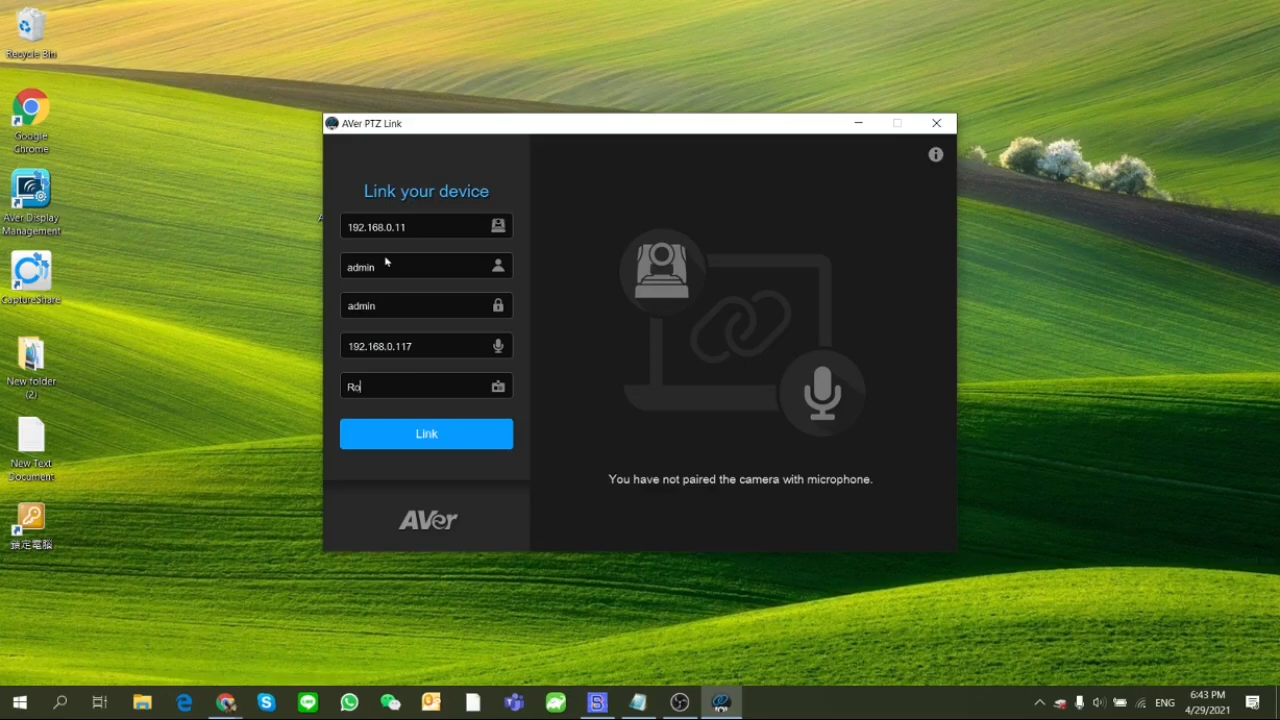 Recycle Bin
Google
Chrome
AVer Display
Management
CaptureShare
New folder
(2)
New Text
Document
鎖定電腦
AVer PTZ Link
Link your device
192.168.0.11
admin
admin
192.168.0.117
Ro
Link
AVer
You have not paired the camera with microphone.
ENG
6:43 PM
4/29/2021